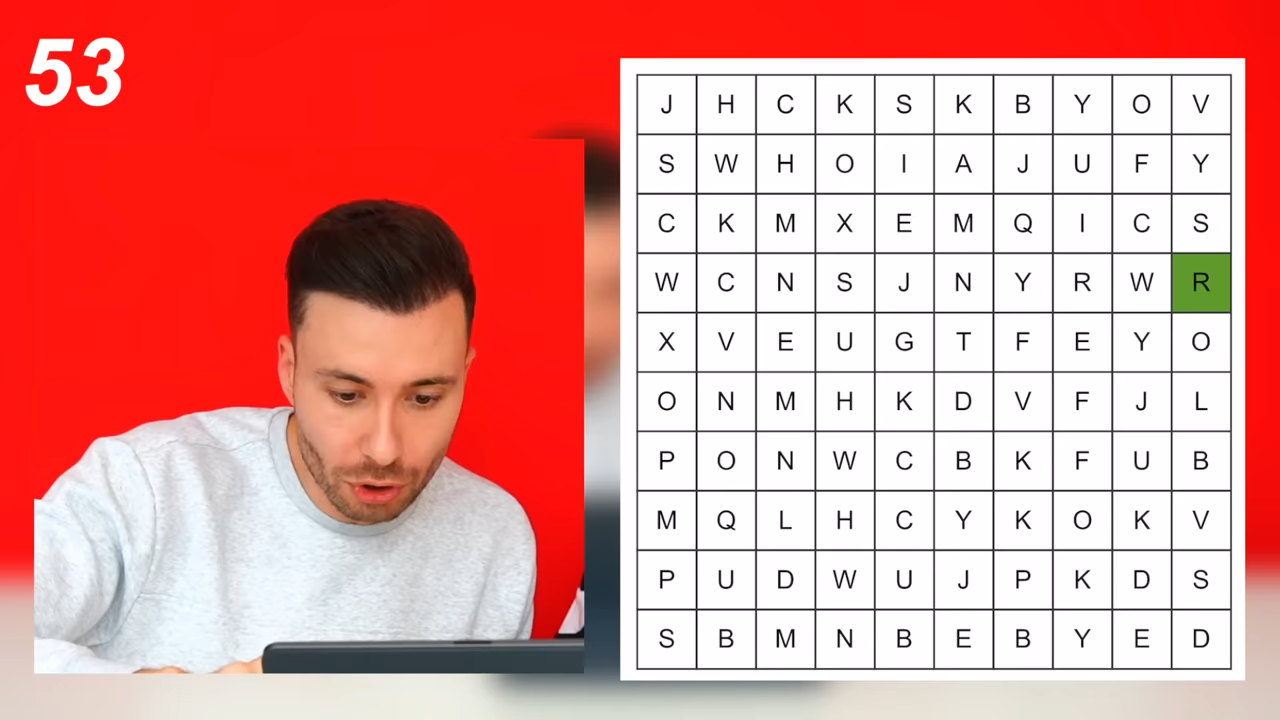 53
J H C K S K B Y O V
S W H O I A J U F Y
C K M X E M Q I C S
W C N S J N Y R W R
X V E U G T F E Y O
O N M H K D V F J L
P O N W C B K F U B
M Q L H C Y K O K V
P U D W U J P K D S
S B M N B E B Y E D